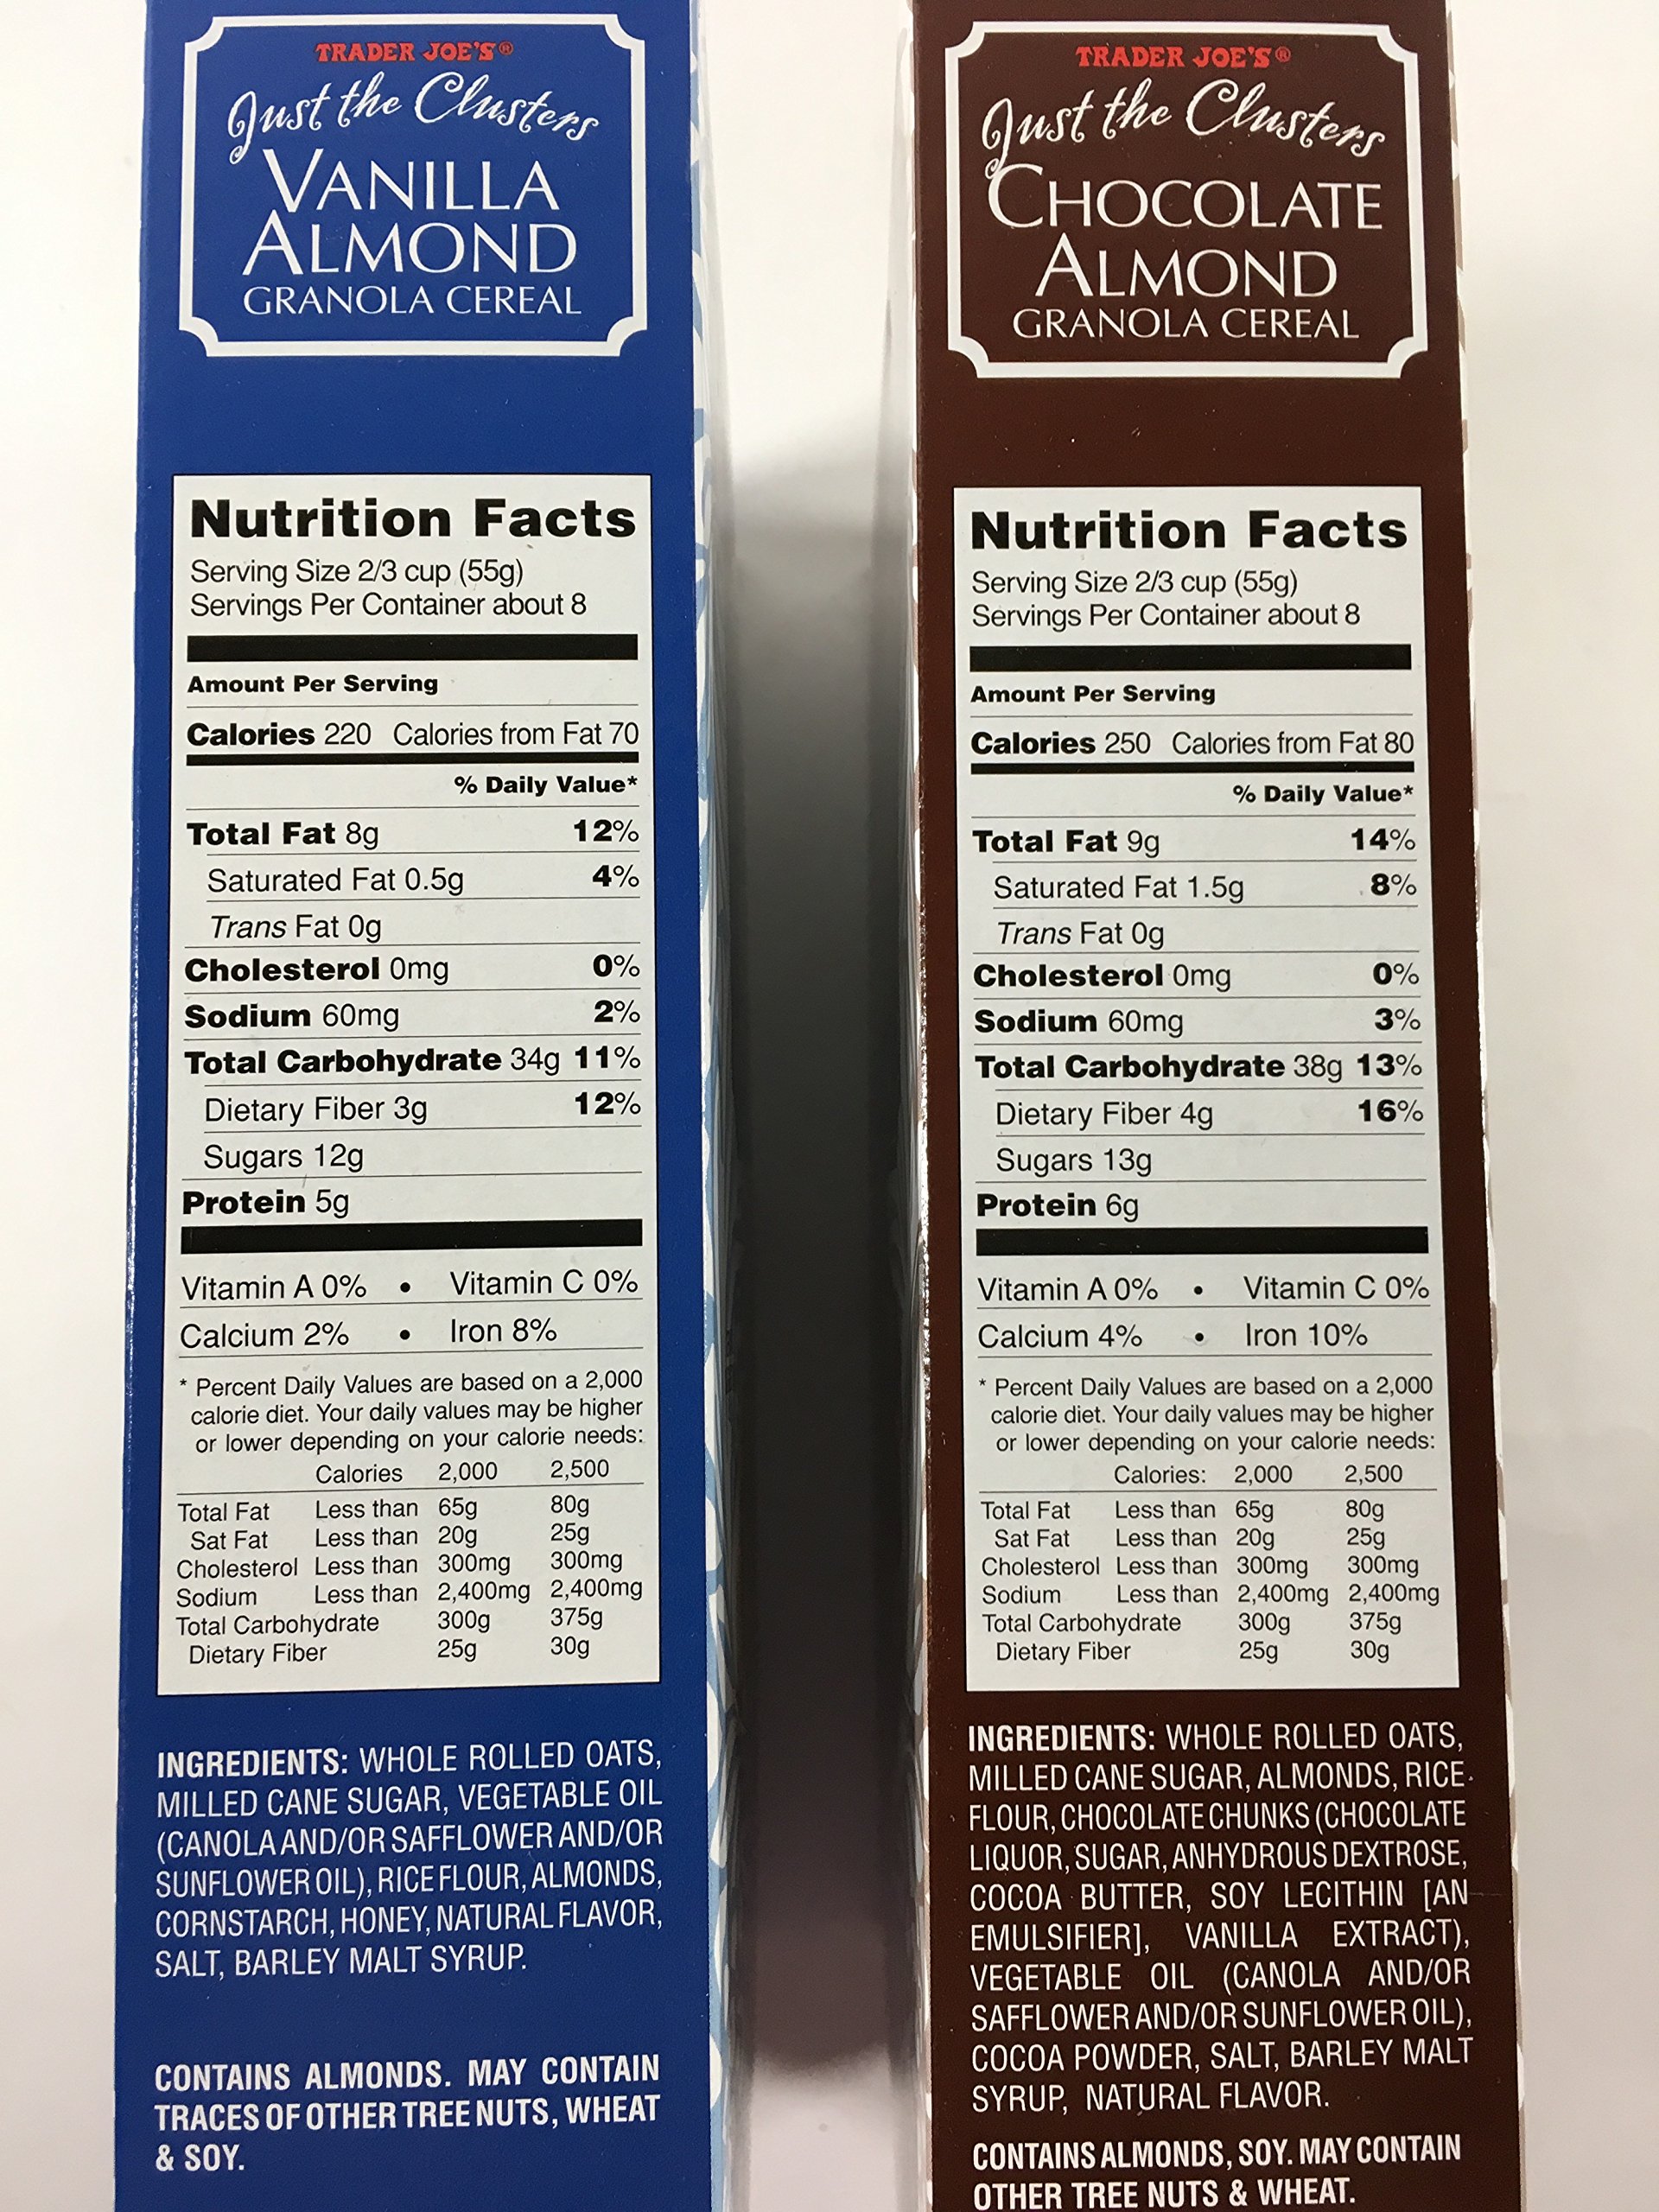 TRADER JOE'S®
Just the Clusters
VANILLA
ALMOND
GRANOLA CEREAL
Nutrition Facts
Serving Size 2/3 cup (55g)
Servings Per Container about 8
Amount Per Serving
Calories 220 Calories from Fat 70
% Daily Value*
Total Fat 8g 12%
Saturated Fat 0.5g 4%
Trans Fat 0g
Cholesterol 0mg 0%
Sodium 60mg 2%
Total Carbohydrate 34g 11%
Dietary Fiber 3g 12%
Sugars 12g
Protein 5g
Vitamin A 0% • Vitamin C 0%
Calcium 2% • Iron 8%
* Percent Daily Values are based on a 2,000
calorie diet. Your daily values may be higher
or lower depending on your calorie needs:
Calories 2,000 2,500
Total Fat Less than 65g 80g
Sat Fat Less than 20g 25g
Cholesterol Less than 300mg 300mg
Sodium Less than 2,400mg 2,400mg
Total Carbohydrate 300g 375g
Dietary Fiber 25g 30g
INGREDIENTS: WHOLE ROLLED OATS,
MILLED CANE SUGAR, VEGETABLE OIL
(CANOLA AND/OR SAFFLOWER AND/OR
SUNFLOWER OIL), RICE FLOUR, ALMONDS,
CORNSTARCH, HONEY, NATURAL FLAVOR,
SALT, BARLEY MALT SYRUP.
CONTAINS ALMONDS. MAY CONTAIN
TRACES OF OTHER TREE NUTS, WHEAT
& SOY.
TRADER JOE'S®
Just the Clusters
CHOCOLATE
ALMOND
GRANOLA CEREAL
Nutrition Facts
Serving Size 2/3 cup (55g)
Servings Per Container about 8
Amount Per Serving
Calories 250 Calories from Fat 80
% Daily Value*
Total Fat 9g 14%
Saturated Fat 1.5g 8%
Trans Fat 0g
Cholesterol 0mg 0%
Sodium 60mg 3%
Total Carbohydrate 38g 13%
Dietary Fiber 4g 16%
Sugars 13g
Protein 6g
Vitamin A 0% • Vitamin C 0%
Calcium 4% • Iron 10%
* Percent Daily Values are based on a 2,000
calorie diet. Your daily values may be higher
or lower depending on your calorie needs:
Calories: 2,000 2,500
Total Fat Less than 65g 80g
Sat Fat Less than 20g 25g
Cholesterol Less than 300mg 300mg
Sodium Less than 2,400mg 2,400mg
Total Carbohydrate 300g 375g
Dietary Fiber 25g 30g
INGREDIENTS: WHOLE ROLLED OATS,
MILLED CANE SUGAR, ALMONDS, RICE
FLOUR, CHOCOLATE CHUNKS (CHOCOLATE
LIQUOR, SUGAR, ANHYDROUS DEXTROSE,
COCOA BUTTER, SOY LECITHIN [AN
EMULSIFIER], VANILLA EXTRACT),
VEGETABLE OIL (CANOLA AND/OR
SAFFLOWER AND/OR SUNFLOWER OIL),
COCOA POWDER, SALT, BARLEY MALT
SYRUP, NATURAL FLAVOR.
CONTAINS ALMONDS, SOY. MAY CONTAIN
OTHER TREE NUTS & WHEAT.